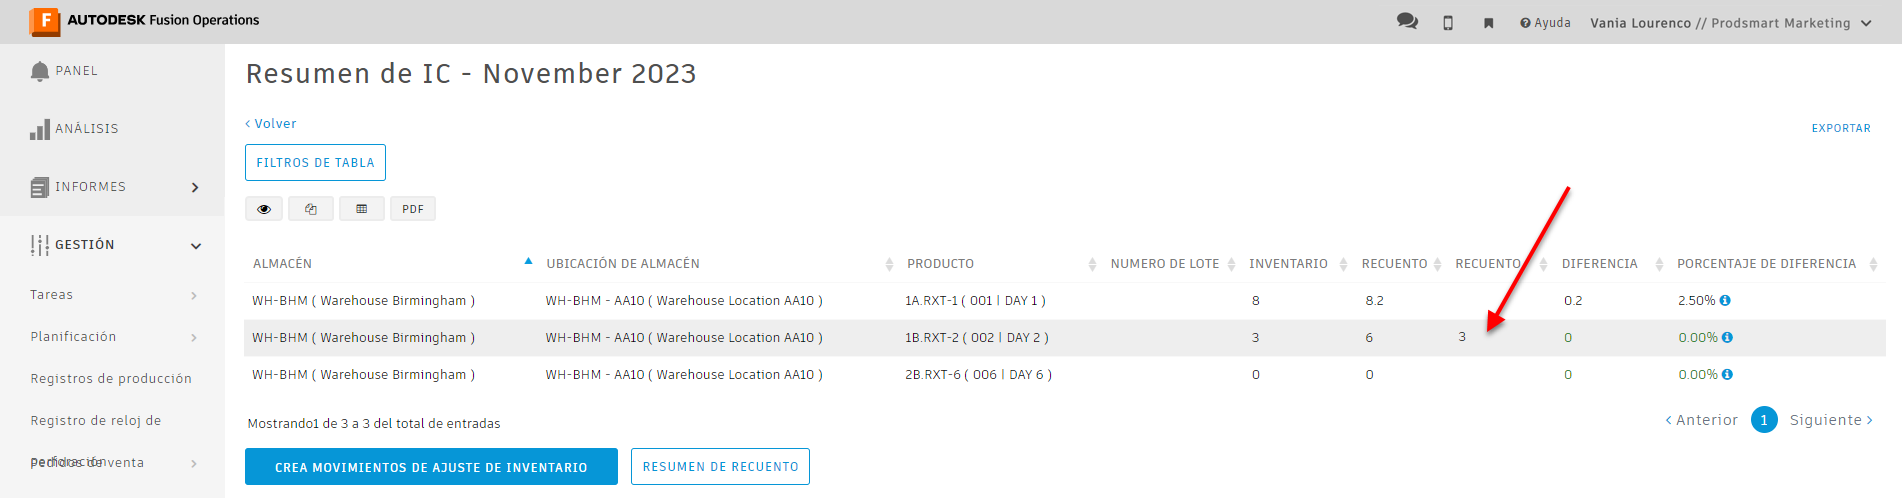 F AUTODESK Fusion Operations
Ayuda Vania Lourenco // Prodsmart Marketing
PANEL
ANÁLISIS
INFORMES
GESTIÓN
Tareas
Planificación
Registros de producción
Registro de reloj de
perforación
Pedidos de venta
Resumen de IC - November 2023
< Volver
EXPORTAR
FILTROS DE TABLA
PDF
ALMACÉN UBICACIÓN DE ALMACÉN PRODUCTO NUMERO DE LOTE INVENTARIO RECUENTO RECUENTO DIFERENCIA PORCENTAJE DE DIFERENCIA
WH-BHM ( Warehouse Birmingham ) WH-BHM - AA10 ( Warehouse Location AA10 ) 1A.RXT-1 ( 001 | DAY 1 ) 8 8.2 0.2 2.50%
WH-BHM ( Warehouse Birmingham ) WH-BHM - AA10 ( Warehouse Location AA10 ) 1B.RXT-2 ( 002 | DAY 2 ) 3 6 3 0 0.00%
WH-BHM ( Warehouse Birmingham ) WH-BHM - AA10 ( Warehouse Location AA10 ) 2B.RXT-6 ( 006 | DAY 6 ) 0 0 0 0.00%
Mostrando1 de 3 a 3 del total de entradas
< Anterior 1 Siguiente >
CREA MOVIMIENTOS DE AJUSTE DE INVENTARIO
RESUMEN DE RECUENTO